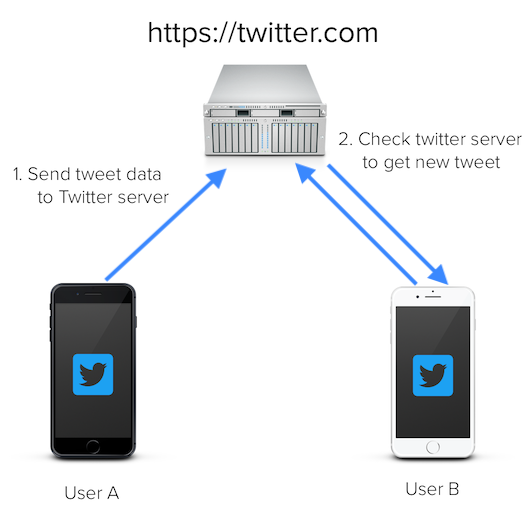 https://twitter.com
1. Send tweet data
to Twitter server
2. Check twitter server
to get new tweet
User A
User B